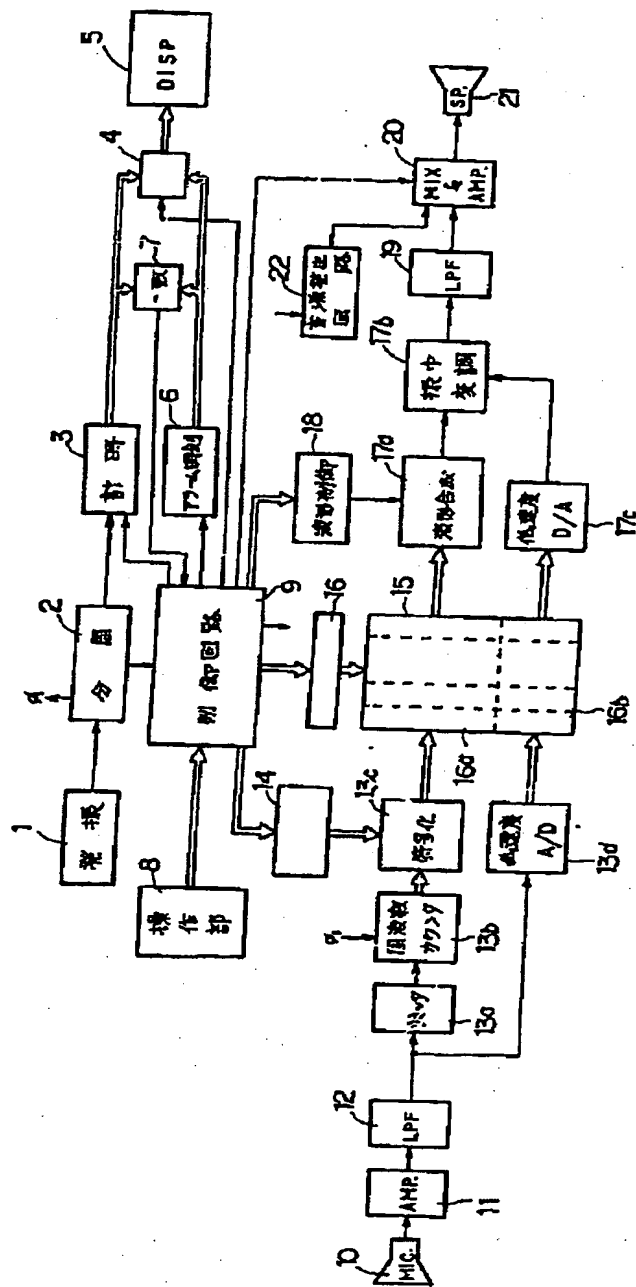 1
発振
2
分周
φ
3
計時
4
5
DISP
6
アラーム時刻
7
一致
8
操作部
9
制御回路
10
MIC.
11
AMP.
12
LPF
13a
リミッタ
13b
周波数
カウンタ
φ
13c
符号化
13d
低速度
A/D
14
15
16
16a
16b
17a
波形合成
17b
振巾
変調
17c
低速度
D/A
18
波形制御
19
LPF
20
MIX
&
AMP.
21
SP.
22
回路